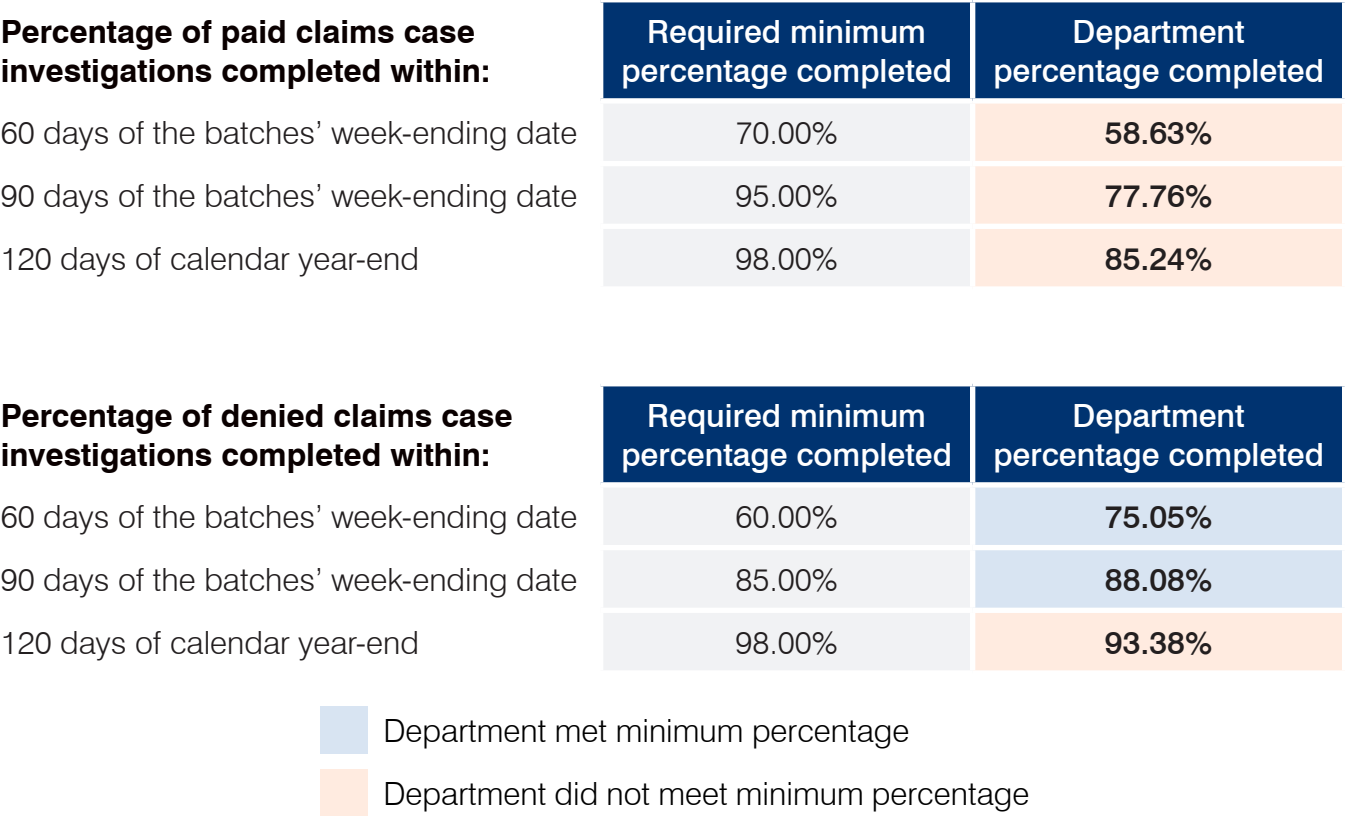 Percentage of paid claims case
investigations completed within:
Required minimum
percentage completed
Department
percentage completed
60 days of the batches’ week-ending date 70.00% 58.63%
90 days of the batches’ week-ending date 95.00% 77.76%
120 days of calendar year-end 98.00% 85.24%
Percentage of denied claims case
investigations completed within:
Required minimum
percentage completed
Department
percentage completed
60 days of the batches’ week-ending date 60.00% 75.05%
90 days of the batches’ week-ending date 85.00% 88.08%
120 days of calendar year-end 98.00% 93.38%
Department met minimum percentage
Department did not meet minimum percentage